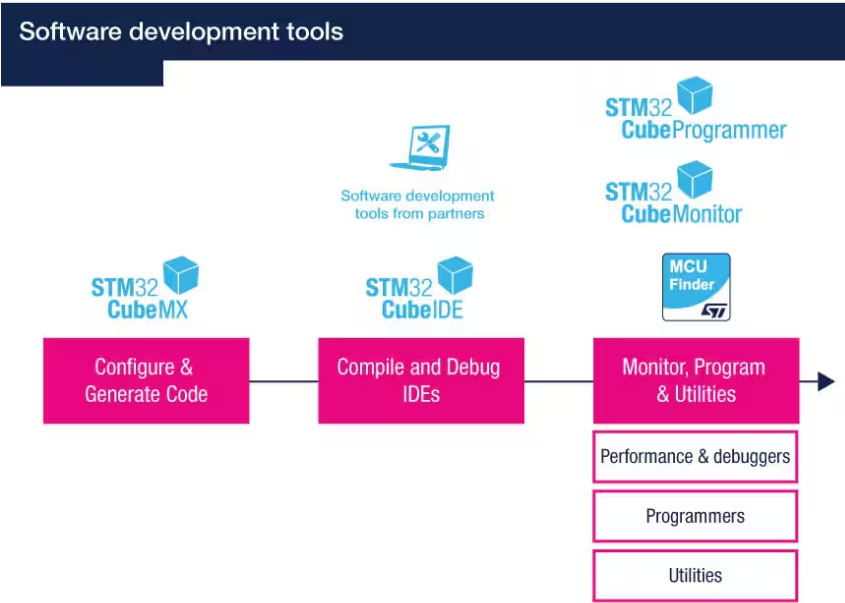 Software development tools
STM32
CubeProgrammer
Software development
tools from partners
STM32
CubeMonitor
STM32
CubeMX
STM32
CubeIDE
MCU
Finder
ST
Configure &
Generate Code
Compile and Debug
IDEs
Monitor, Program
& Utilities
Performance & debuggers
Programmers
Utilities